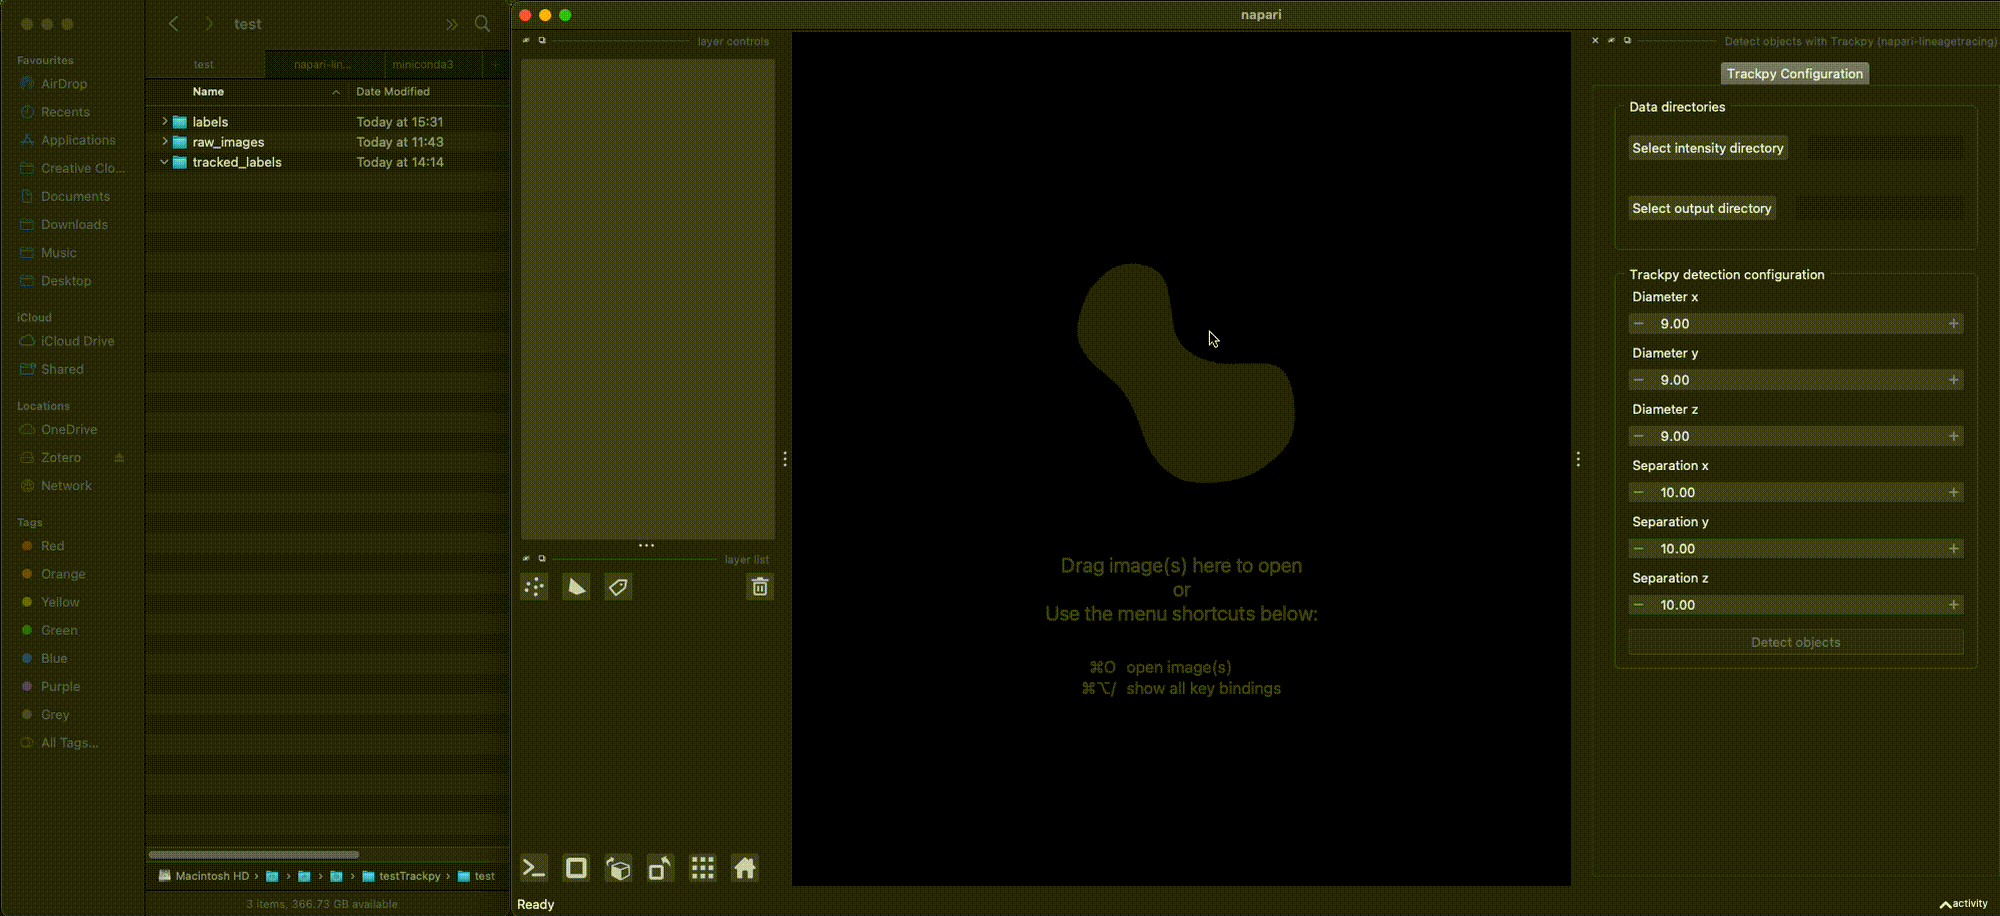 test
Favourites
AirDrop
Recents
Applications
Creative Clo...
Documents
Downloads
Music
Desktop
iCloud
iCloud Drive
Shared
Locations
OneDrive
Zotero
Network
Tags
Red
Orange
Yellow
Green
Blue
Purple
Grey
All Tags...
test
napari-lin...
miniconda3
Name
Date Modified
labels
Today at 15:31
raw_images
Today at 11:43
tracked_labels
Today at 14:14
Macintosh HD
testTrackpy
test
3 items, 366.73 GB available
napari
layer controls
layer list
Ready
Drag image(s) here to open
or
Use the menu shortcuts below:
⌘O open image(s)
⌘⌥/ show all key bindings
Detect objects with Trackpy (napari-lineagetracing)
Trackpy Configuration
Data directories
Select intensity directory
Select output directory
Trackpy detection configuration
Diameter x
9.00
Diameter y
9.00
Diameter z
9.00
Separation x
10.00
Separation y
10.00
Separation z
10.00
Detect objects
activity